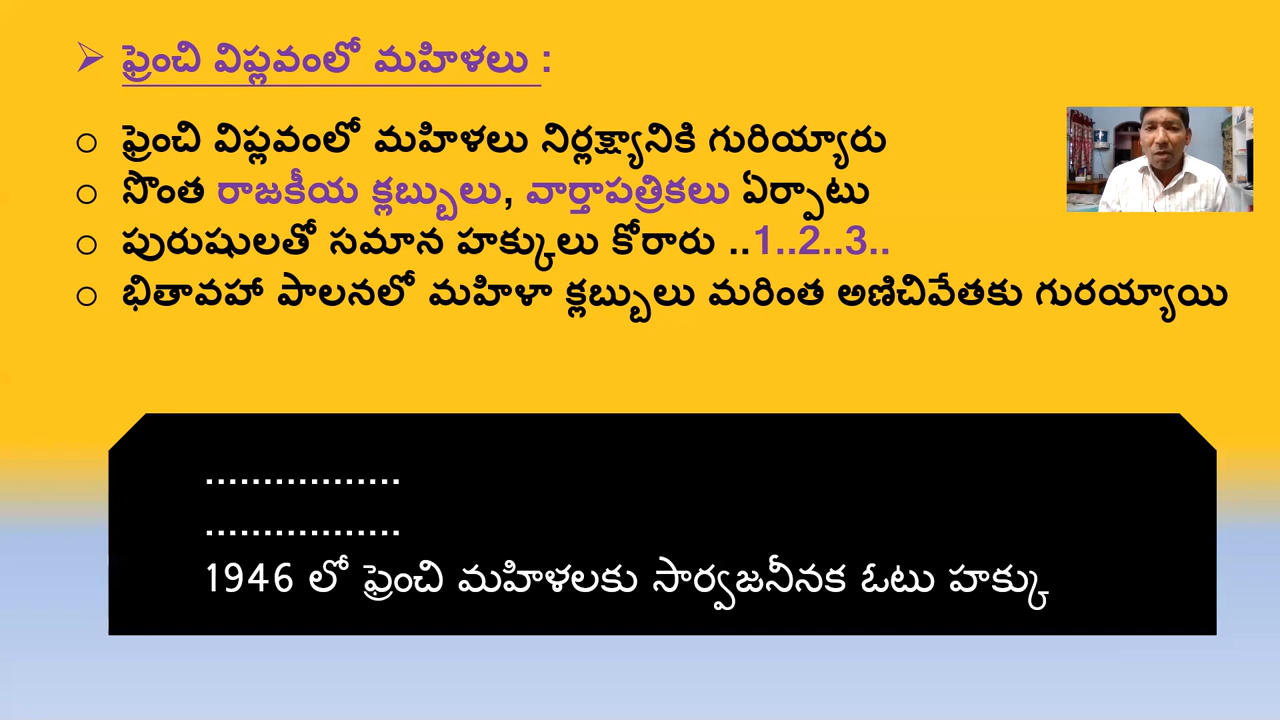 ఫ్రెంచి విప్లవంలో మహిళలు :
ఫ్రెంచి విప్లవంలో మహిళలు నిర్లక్ష్యానికి గురియ్యారు
సొంత రాజకీయ క్లబ్బులు, వార్తాపత్రికలు ఏర్పాటు
పురుషులతో సమాన హక్కులు కోరారు ..1..2..3..
భితావహా పాలనలో మహిళా క్లబ్బులు మరింత అణిచివేతకు గురయ్యాయి
.................
.................
1946 లో ఫ్రెంచి మహిళలకు సార్వజనీనక ఓటు హక్కు